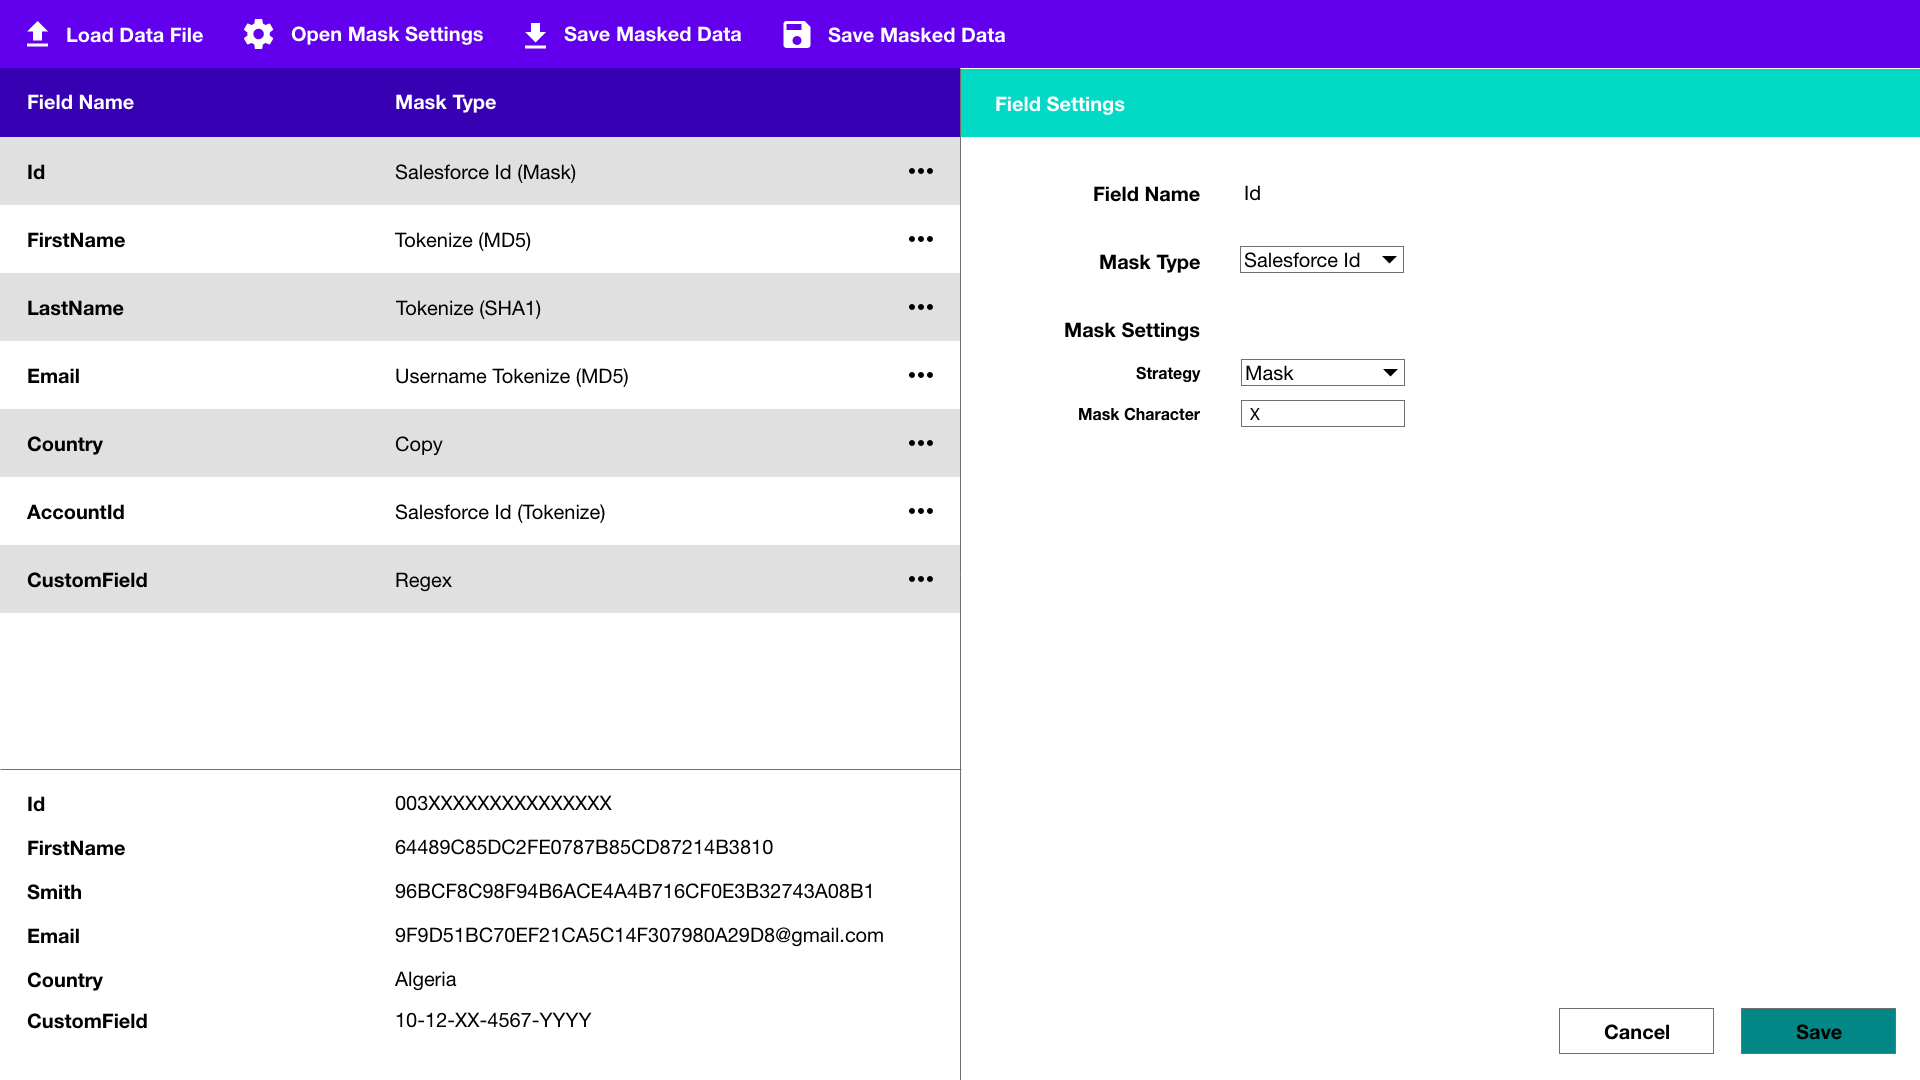 Load Data File Open Mask Settings Save Masked Data Save Masked Data
Field Name Mask Type
Id Salesforce Id (Mask)
FirstName Tokenize (MD5)
LastName Tokenize (SHA1)
Email Username Tokenize (MD5)
Country Copy
AccountId Salesforce Id (Tokenize)
CustomField Regex
Id 003XXXXXXXXXXXXXXX
FirstName 64489C85DC2FE0787B85CD87214B3810
Smith 96BCF8C98F94B6ACE4A4B716CF0E3B32743A08B1
Email 9F9D51BC70EF21CA5C14F307980A29D8@gmail.com
Country Algeria
CustomField 10-12-XX-4567-YYYY
Field Settings
Field Name Id
Mask Type Salesforce Id
Mask Settings
Strategy Mask
Mask Character X
Cancel Save